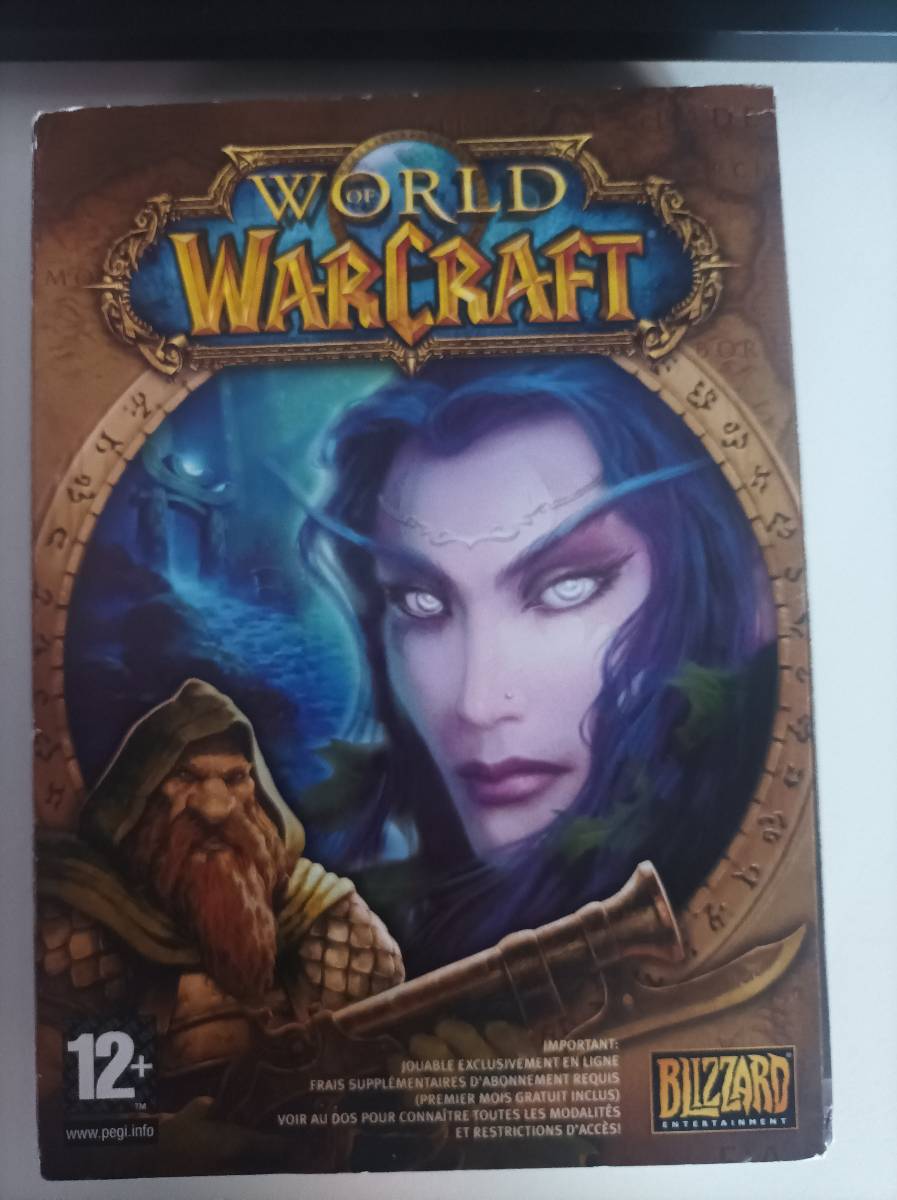 WORLD
OF
WARCRAFT
12+
www.pegi.info
IMPORTANT:
JOUABLE EXCLUSIVEMENT EN LIGNE
FRAIS SUPPLÉMENTAIRES D'ABONNEMENT REQUIS
(PREMIER MOIS GRATUIT INCLUS)
VOIR AU DOS POUR CONNAÎTRE TOUTES LES MODALITÉS
ET RESTRICTIONS D'ACCÈS!
BLIZZARD
ENTERTAINMENT